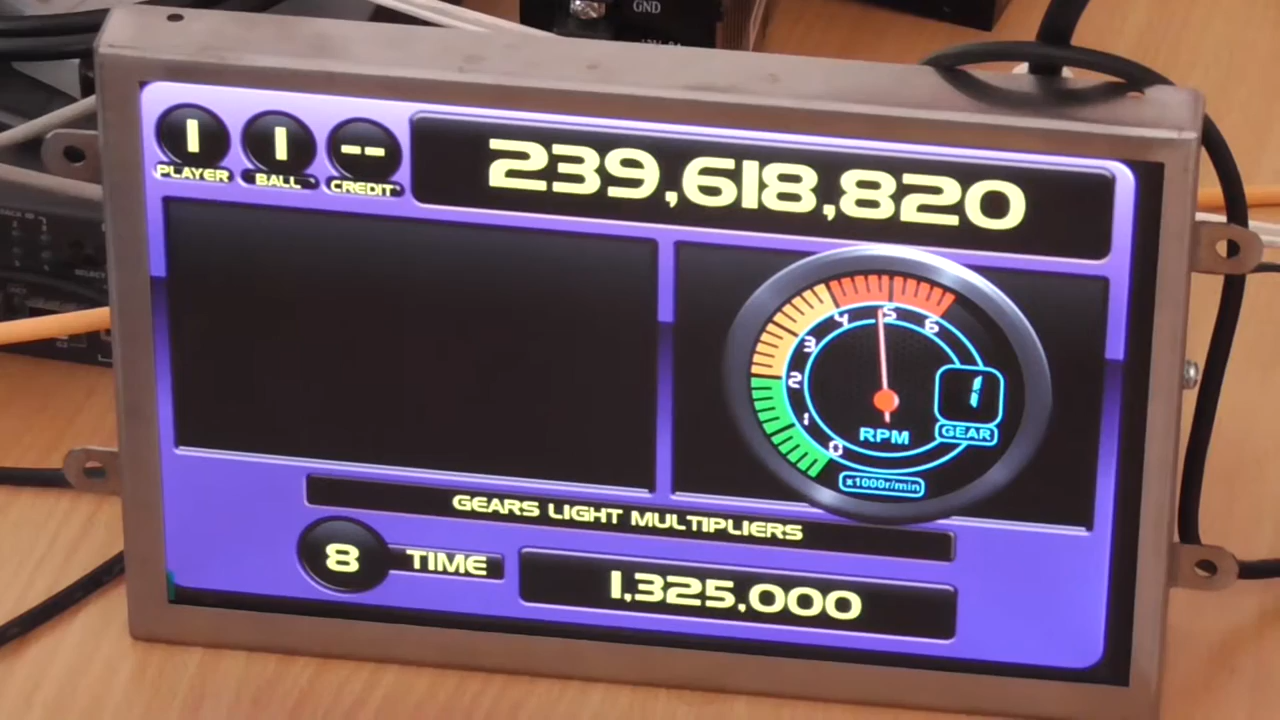 GND
1
1
--
PLAYER
BALL
CREDIT
239,618,820
0
1
2
3
4
5
6
1
RPM
GEAR
x1000r/min
GEARS LIGHT MULTIPLIERS
8
TIME
1,325,000